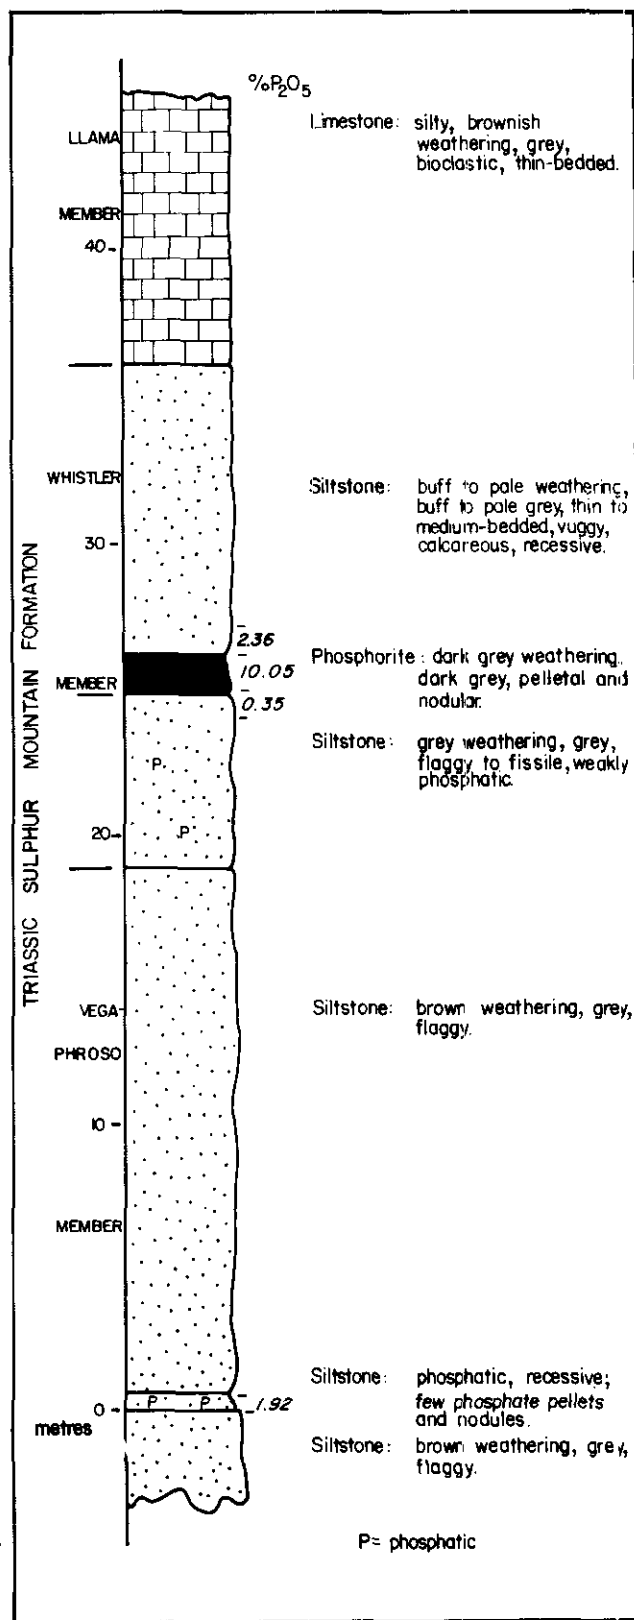 %P₂O₅
LLAMA
MEMBER
40
Limestone: silty, brownish
weathering, grey,
bioclastic, thin-bedded.
WHISTLER
30
MEMBER
Siltstone: buff to pale weathering,
buff to pale grey, thin to
medium-bedded, vuggy,
calcareous, recessive.
2.36
10.05
0.35
Phosphorite: dark grey weathering,
dark grey, pelletal and
nodular.
Siltstone: grey weathering, grey,
flaggy to fissile, weakly
phosphatic.
P
20
P
TRIASSIC SULPHUR MOUNTAIN FORMATION
VEGA
PHROSO
10
MEMBER
Siltstone: brown weathering, grey,
flaggy.
P P
1.92
0
metres
Siltstone: phosphatic, recessive;
few phosphate pellets
and nodules.
Siltstone: brown weathering, grey,
flaggy.
P= phosphatic